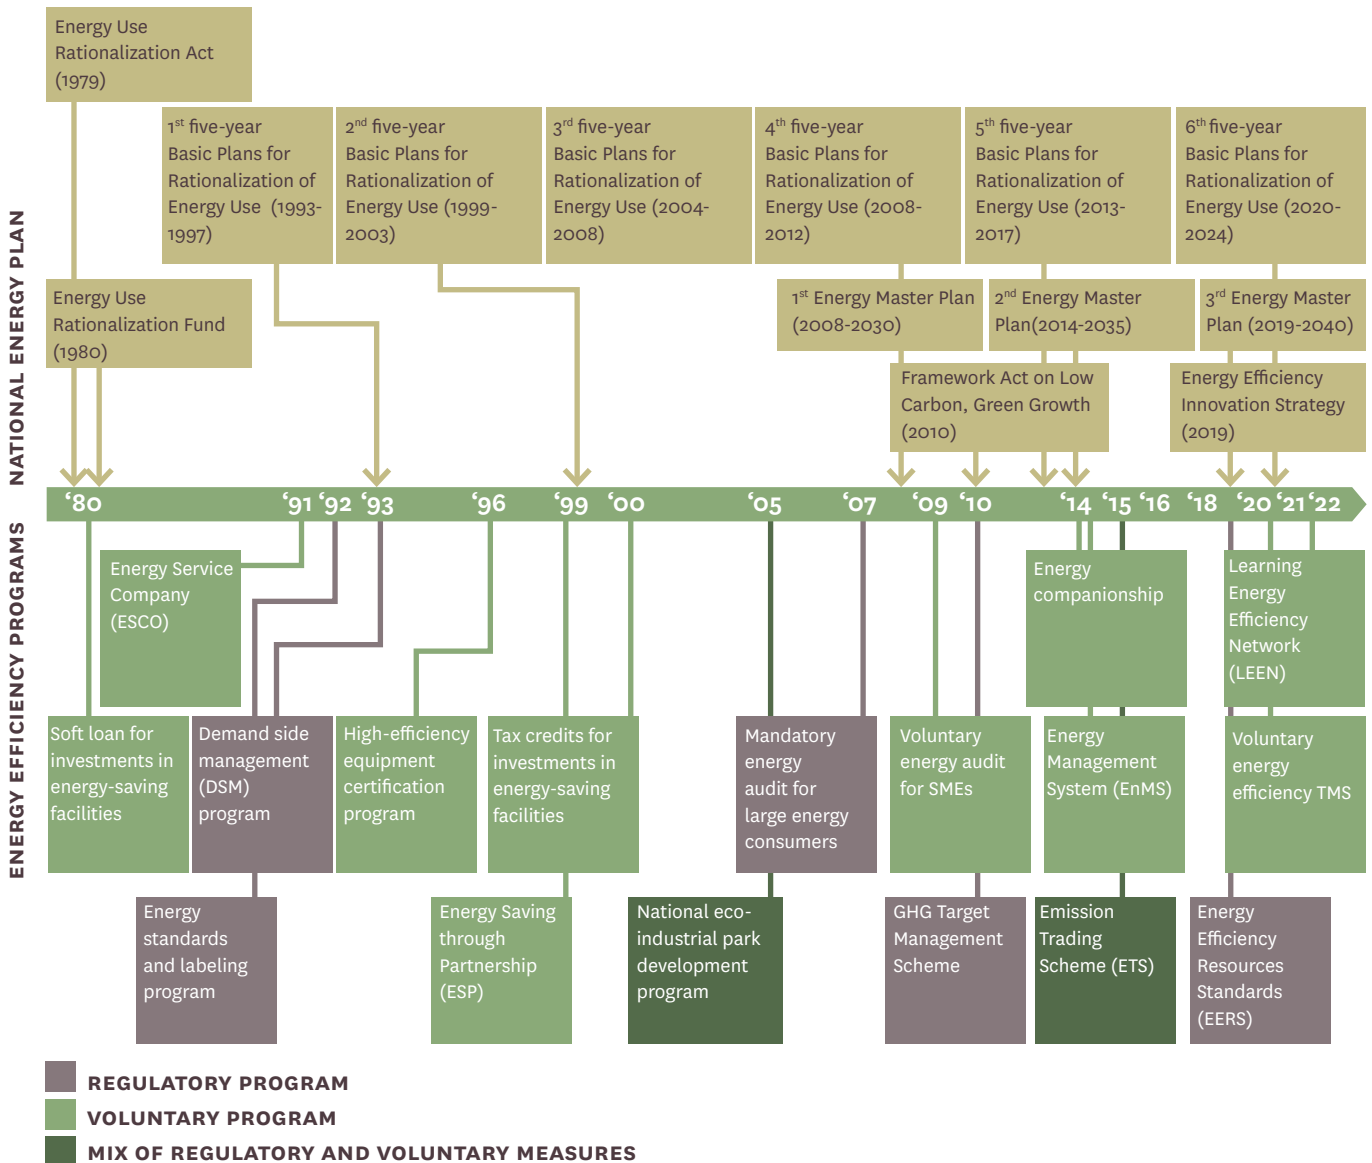 Energy Use
Rationalization Act
(1979)
1st five-year
Basic Plans for
Rationalization of
Energy Use (1993-
1997)
2nd five-year
Basic Plans for
Rationalization of
Energy Use (1999-
2003)
3rd five-year
Basic Plans for
Rationalization of
Energy Use (2004-
2008)
4th five-year
Basic Plans for
Rationalization of
Energy Use (2008-
2012)
5th five-year
Basic Plans for
Rationalization of
Energy Use (2013-
2017)
6th five-year
Basic Plans for
Rationalization of
Energy Use (2020-
2024)
NATIONAL ENERGY PLAN
Energy Use
Rationalization Fund
(1980)
1st Energy Master Plan
(2008-2030)
2nd Energy Master
Plan(2014-2035)
3rd Energy Master
Plan (2019-2040)
Framework Act on Low
Carbon, Green Growth
(2010)
Energy Efficiency
Innovation Strategy
(2019)
‘80 ‘91 ‘92 ‘93 ‘96 ‘99 ‘00 ‘05 ‘07 ‘09 ‘10 ‘14 ‘15 ‘16 ‘18 ‘20 ‘21 ‘22
ENERGY EFFICIENCY PROGRAMS
Energy Service
Company
(ESCO)
Energy
companionship
Learning
Energy
Efficiency
Network
(LEEN)
Soft loan for
investments in
energy-saving
facilities
Demand side
management
(DSM)
program
High-efficiency
equipment
certification
program
Tax credits for
investments in
energy-saving
facilities
Mandatory
energy
audit for
large energy
consumers
Voluntary
energy audit
for SMEs
Energy
Management
System (EnMS)
Voluntary
energy
efficiency TMS
Energy
standards
and labeling
program
Energy Saving
through
Partnership
(ESP)
National eco-
industrial park
development
program
GHG Target
Management
Scheme
Emission
Trading
Scheme (ETS)
Energy
Efficiency
Resources
Standards
(EERS)
REGULATORY PROGRAM
VOLUNTARY PROGRAM
MIX OF REGULATORY AND VOLUNTARY MEASURES